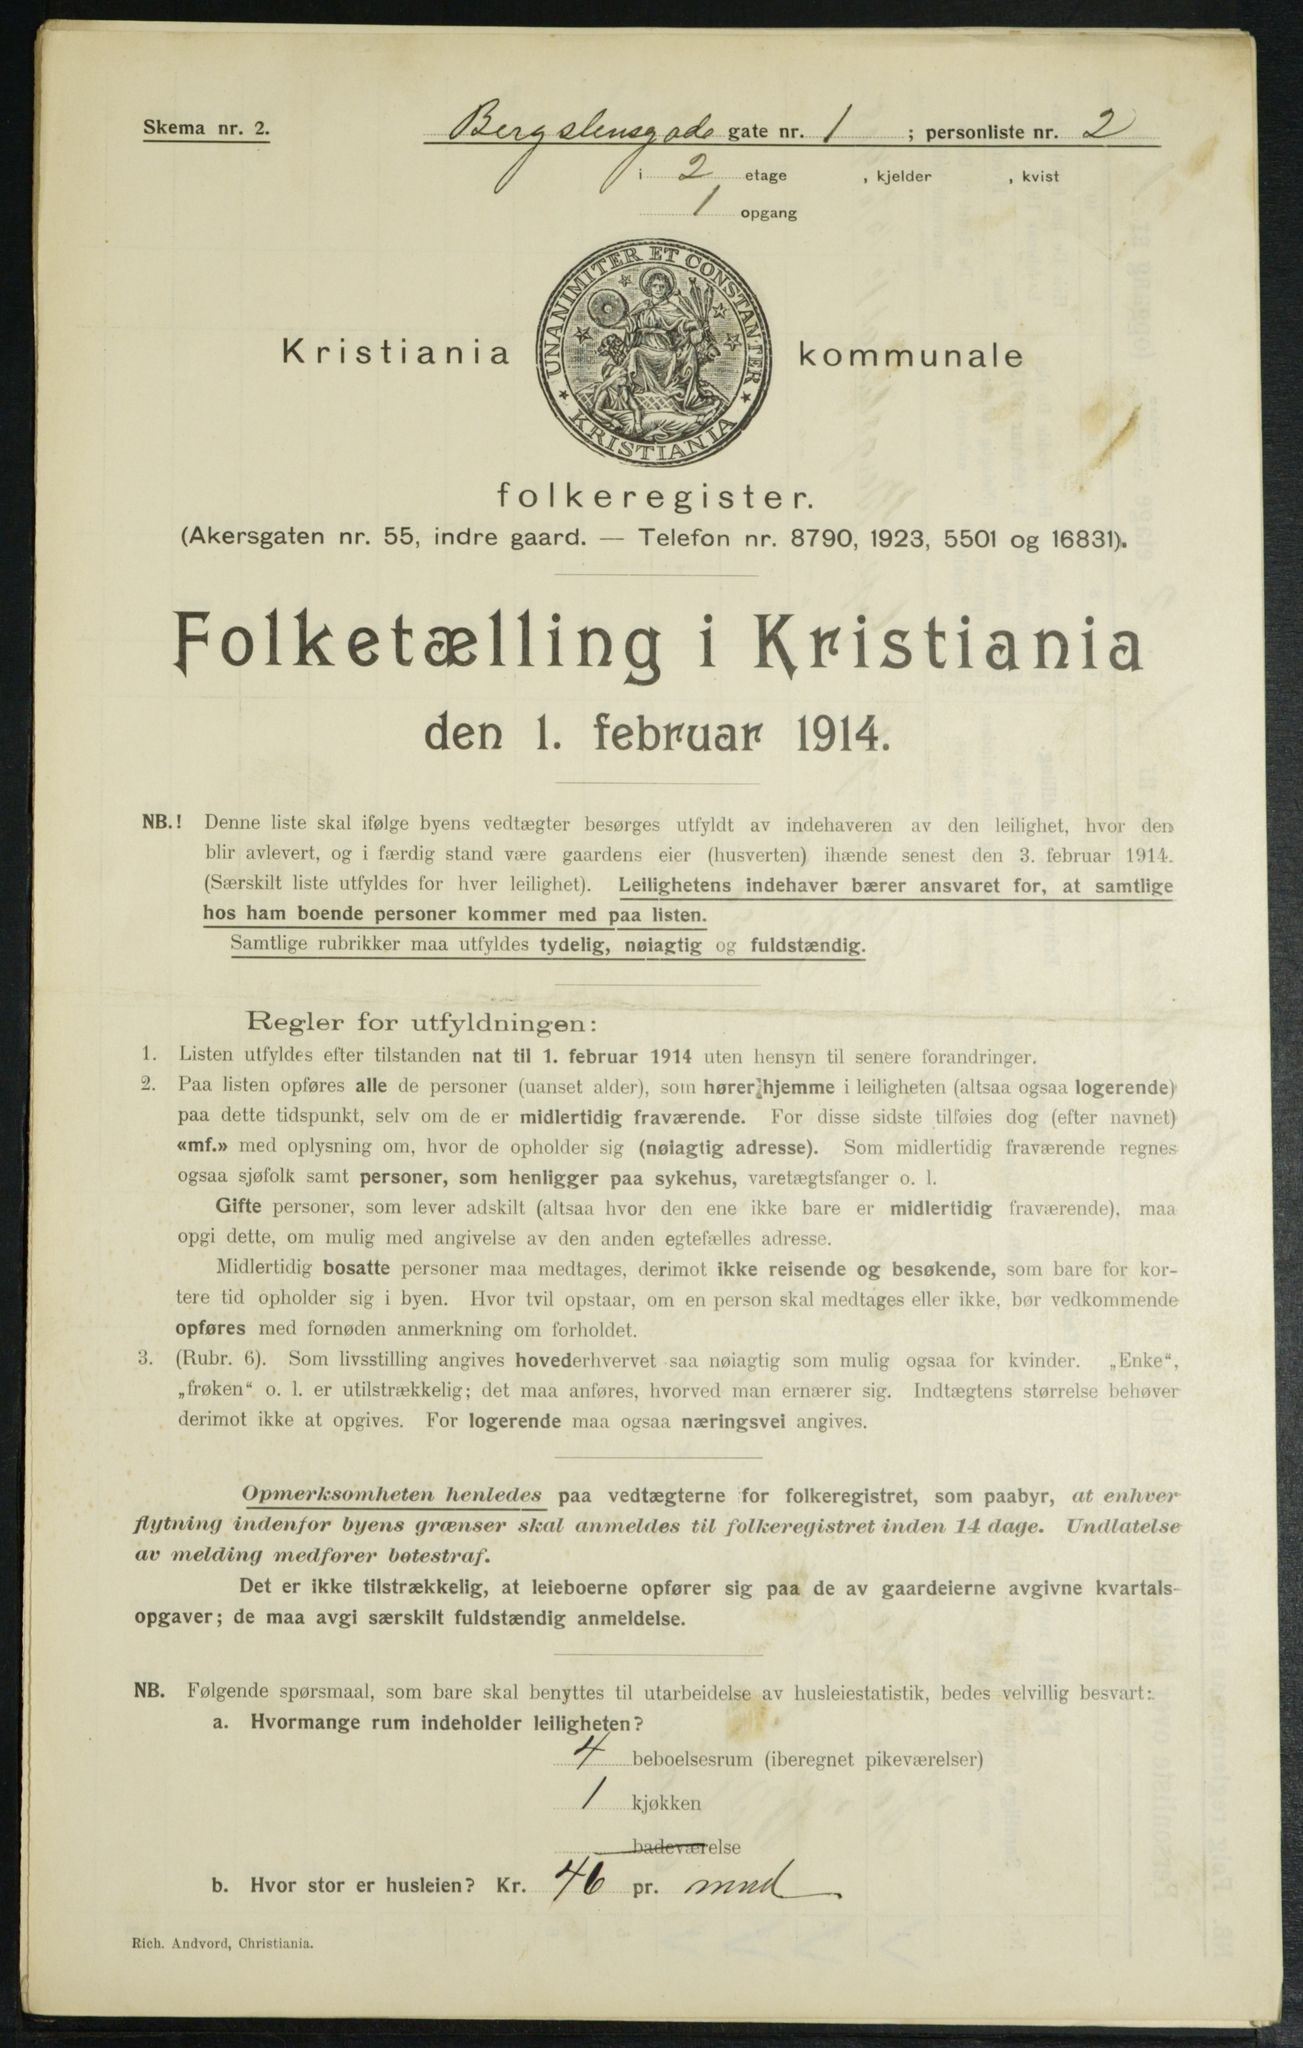 Skema nr. 2.
Bergslensgade gate nr. 1 ; personliste nr. 2
i 2 etage , kjelder , kvist
1 opgang
UNANIMITER ET CONSTANTER
KRISTIANIA
Kristiania kommunale
folkeregister.
(Akersgaten nr. 55, indre gaard. — Telefon nr. 8790, 1923, 5501 og 16831).
Folketælling i Kristiania
den 1. februar 1914.
NB.! Denne liste skal ifølge byens vedtægter besørges utfyldt av indehaveren av den leilighet, hvor den
blir avlevert, og i færdig stand være gaardens eier (husverten) ihænde senest den 3. februar 1914.
(Særskilt liste utfyldes for hver leilighet). Leilighetens indehaver bærer ansvaret for, at samtlige
hos ham boende personer kommer med paa listen.
Samtlige rubrikker maa utfyldes tydelig, nøiagtig og fuldstændig.
Regler for utfyldningen:
1. Listen utfyldes efter tilstanden nat til 1. februar 1914 uten hensyn til senere forandringer.
2. Paa listen opføres alle de personer (uanset alder), som hører hjemme i leiligheten (altsaa ogsaa logerende)
paa dette tidspunkt, selv om de er midlertidig fraværende. For disse sidste tilføies dog (efter navnet)
«mf.» med oplysning om, hvor de opholder sig (nøiagtig adresse). Som midlertidig fraværende regnes
ogsaa sjøfolk samt personer, som henligger paa sykehus, varetægtsfanger o. l.
Gifte personer, som lever adskilt (altsaa hvor den ene ikke bare er midlertidig fraværende), maa
opgi dette, om mulig med angivelse av den anden egtefælles adresse.
Midlertidig bosatte personer maa medtages, derimot ikke reisende og besøkende, som bare for kor-
tere tid opholder sig i byen. Hvor tvil opstaar, om en person skal medtages eller ikke, bør vedkommende
opføres med fornøden anmerkning om forholdet.
3. (Rubr. 6). Som livsstilling angives hovederhvervet saa nøiagtig som mulig ogsaa for kvinder. „Enke“,
„frøken“ o. l. er utilstrækkelig; det maa anføres, hvorved man ernærer sig. Indtægtens størrelse behøver
derimot ikke at opgives. For logerende maa ogsaa næringsvei angives.
Opmerksomheten henledes paa vedtægterne for folkeregistret, som paabyr, at enhver
flytning indenfor byens grænser skal anmeldes til folkeregistret inden 14 dage. Undlatelse
av melding medfører bøtestraf.
Det er ikke tilstrækkelig, at leieboerne opfører sig paa de av gaardeierne avgivne kvartals-
opgaver; de maa avgi særskilt fuldstændig anmeldelse.
NB. Følgende spørsmaal, som bare skal benyttes til utarbeidelse av husleiestatistik, bedes velvillig besvart:
a. Hvormange rum indeholder leiligheten?
4 beboelsesrum (iberegnet pikeværelser)
1 kjøkken
badeværelse
b. Hvor stor er husleien? Kr. 46 pr. mnd
Rich. Andvord, Christiania.